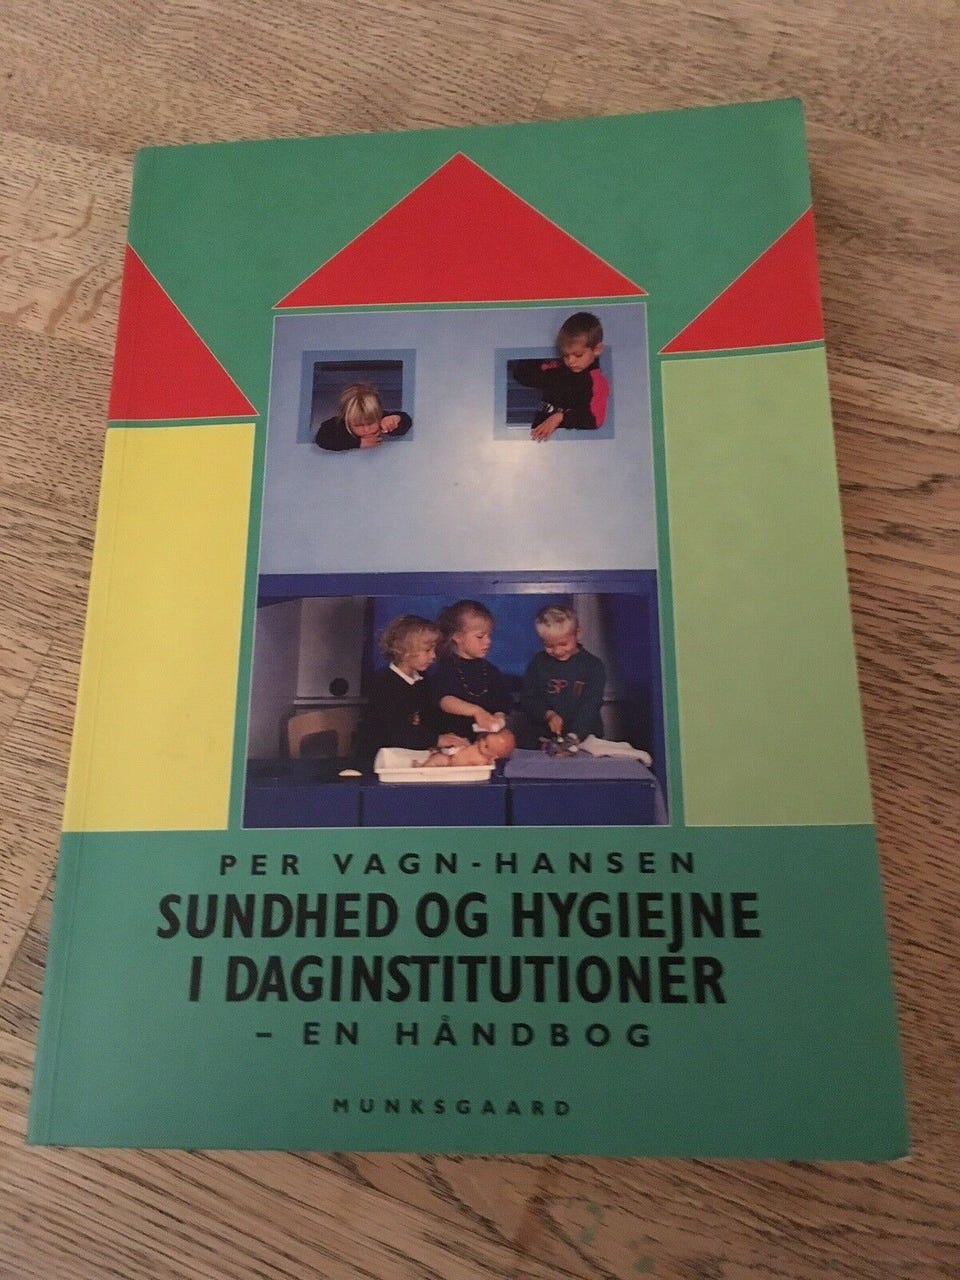 PER VAGN-HANSEN
SUNDHED OG HYGIEJNE
I DAGINSTITUTIONER
– EN HÅNDBOG
MUNKSGAARD